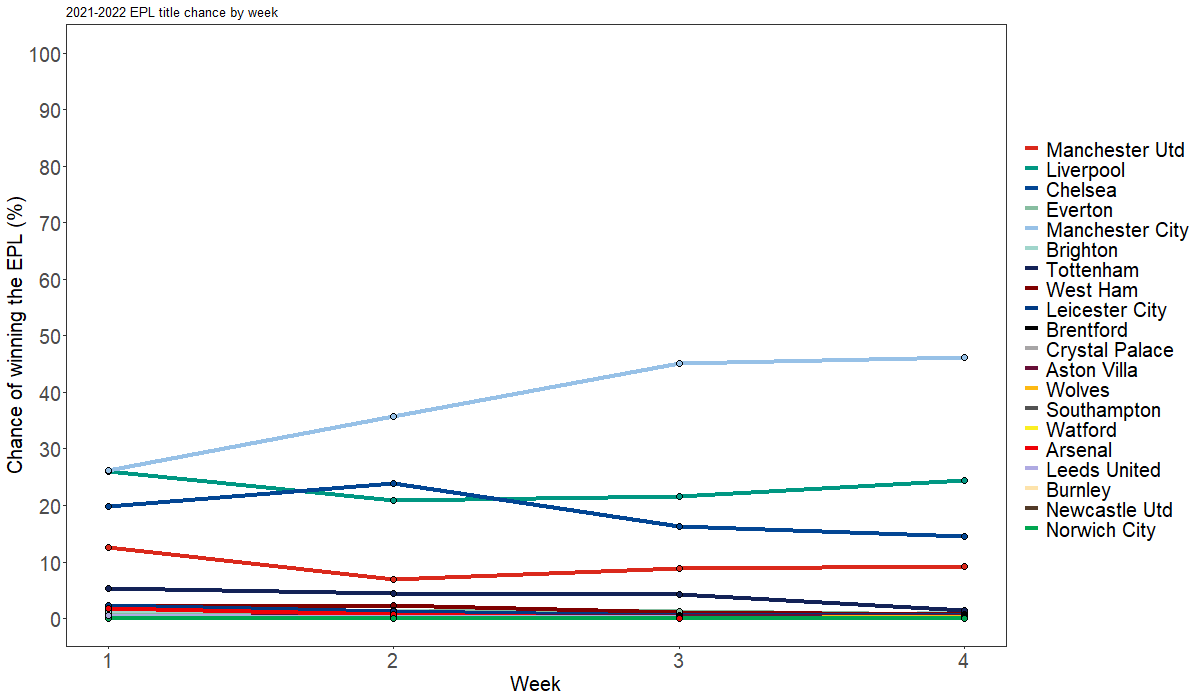 2021-2022 EPL title chance by week
Chance of winning the EPL (%)
100
90
80
70
60
50
40
30
20
10
0
1 2 3 4
Week
Manchester Utd
Liverpool
Chelsea
Everton
Manchester City
Brighton
Tottenham
West Ham
Leicester City
Brentford
Crystal Palace
Aston Villa
Wolves
Southampton
Watford
Arsenal
Leeds United
Burnley
Newcastle Utd
Norwich City